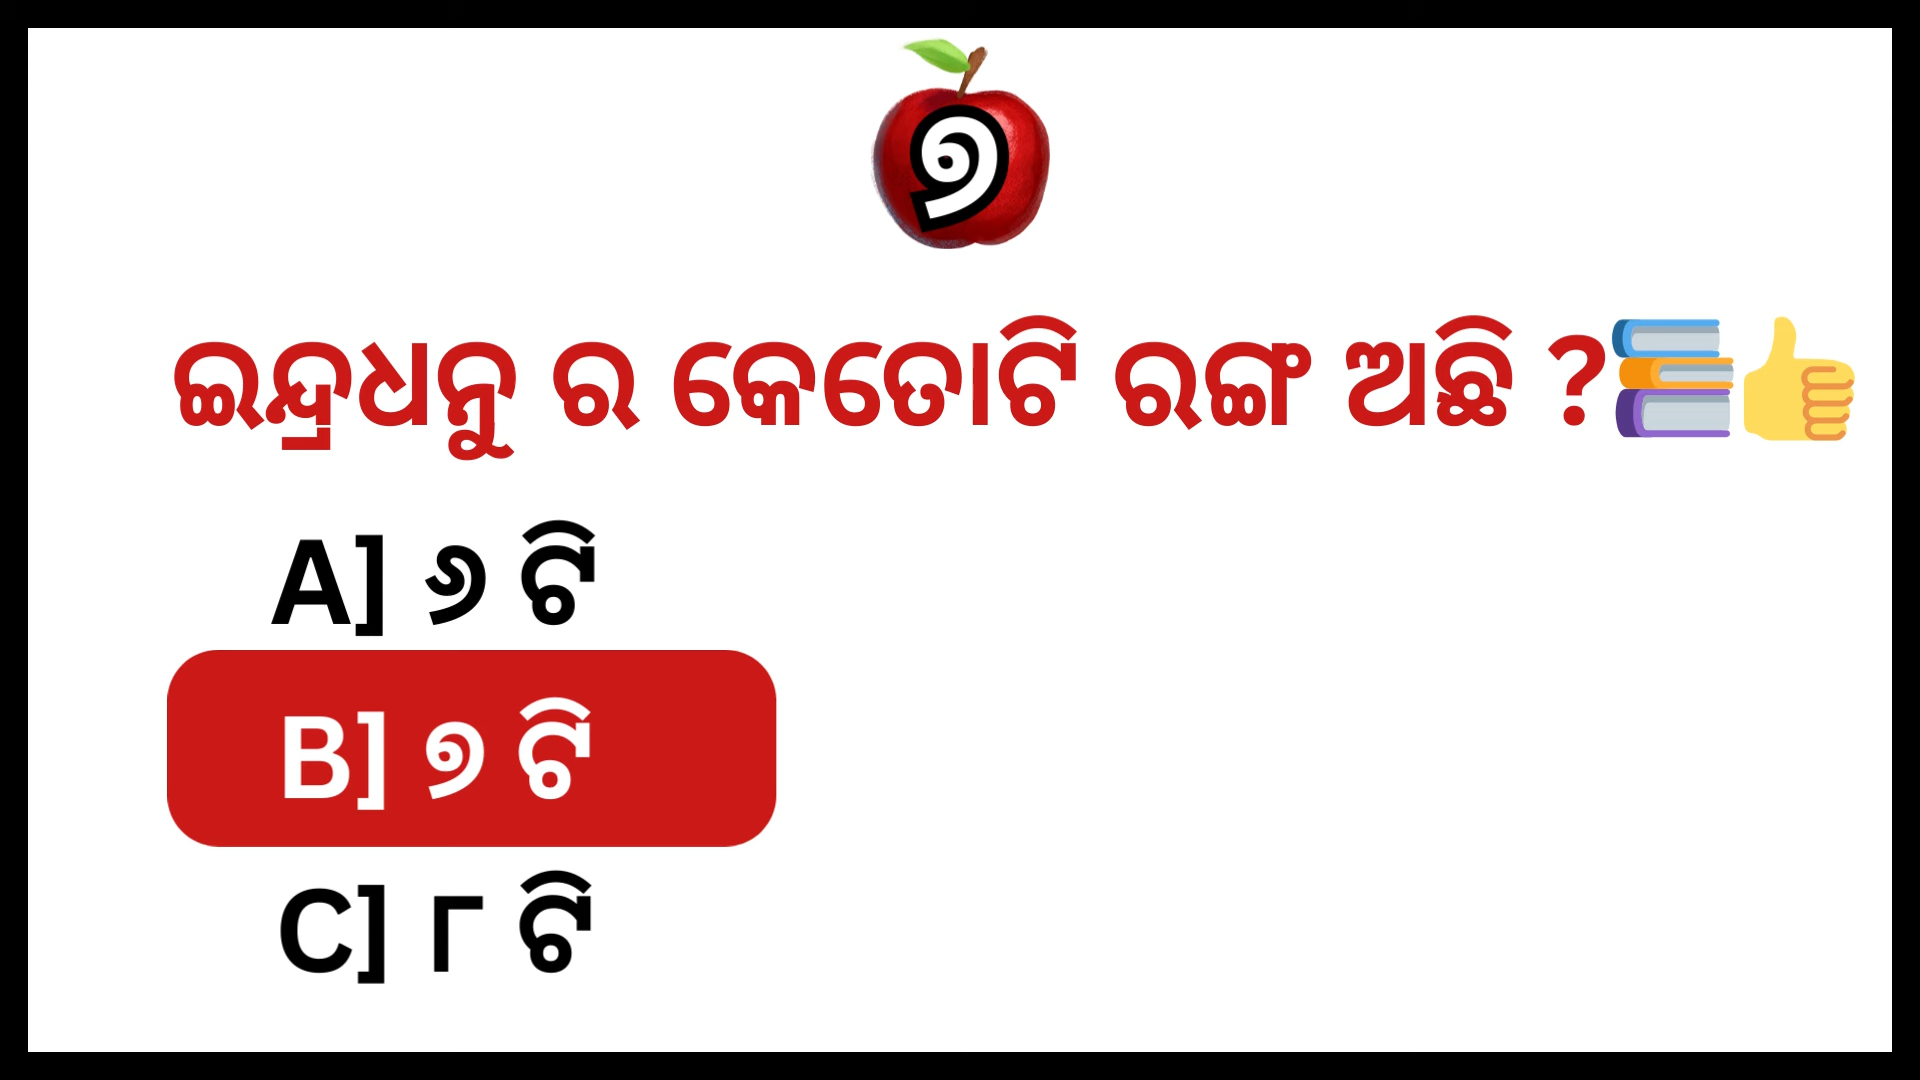 ୭
ଇନ୍ଦ୍ରଧନୁ ର କେତୋଟି ରଙ୍ଗ ଅଛି ?📚👍
A] ୬ ଟି
B] ୭ ଟି
C] ୮ ଟି